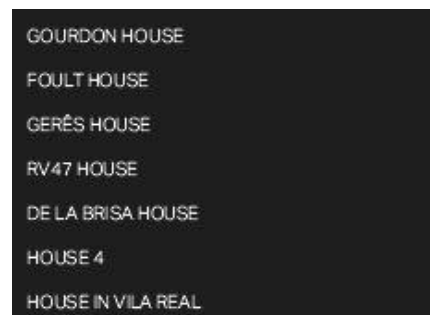 GOURDON HOUSE
FOULT HOUSE
GERÊS HOUSE
RV47 HOUSE
DE LA BRISA HOUSE
HOUSE 4
HOUSE IN VILA REAL